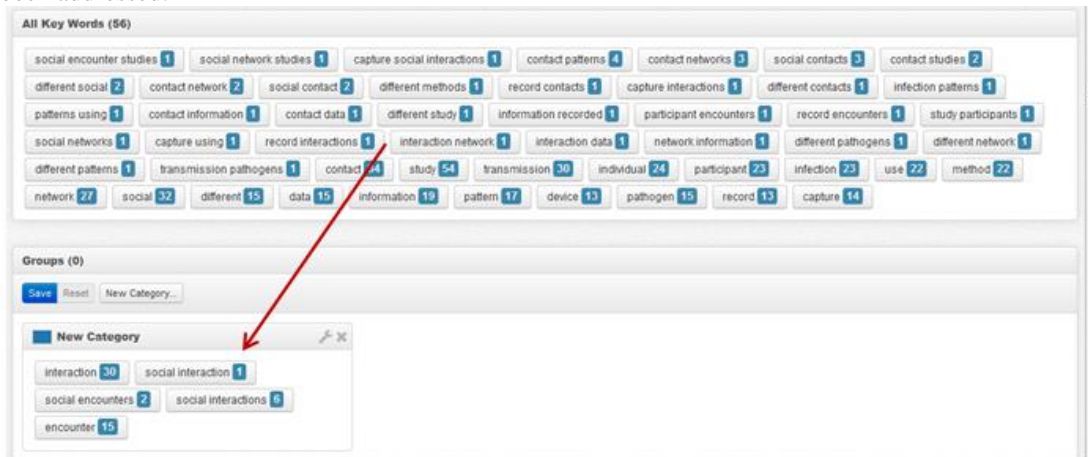 All Key Words (56)
social encounter studies 1 social network studies 1 capture social interactions 1 contact patterns 4 contact networks 3 social contacts 3 contact studies 2
different social 2 contact network 2 social contact 2 different methods 1 record contacts 1 capture interactions 1 different contacts 1 infection patterns 1
patterns using 1 contact information 1 contact data 1 different study 1 information recorded 1 participant encounters 1 record encounters 1 study participants 1
social networks 1 capture using 1 record interactions 1 interaction network 1 interaction data 1 network information 1 different pathogens 1 different network 1
different patterns 1 transmission pathogens 1 contact study 54 transmission 30 individual 24 participant 23 infection 23 use 22 method 22
network 27 social 32 different 15 data 15 information 19 pattern 17 device 13 pathogen 15 record 13 capture 14
Groups (0)
Save Reset New Category...
New Category
interaction 30 social interaction 1
social encounters 2 social interactions 6
encounter 15